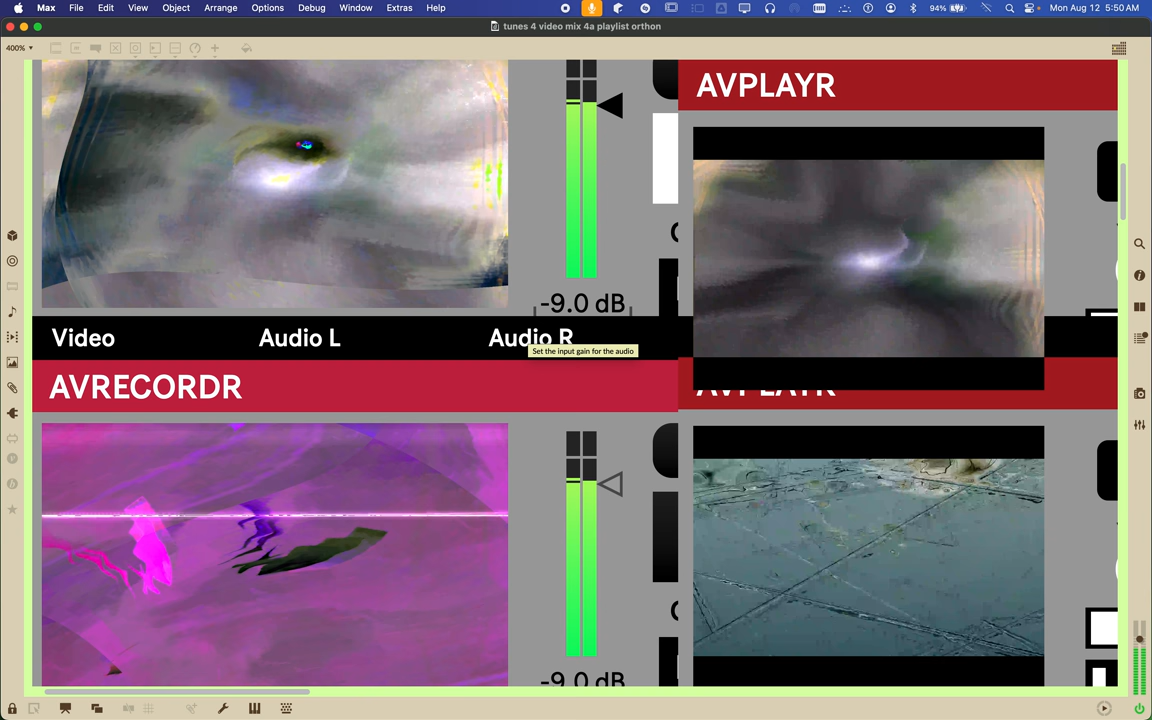 Max File Edit View Object Arrange Options Debug Window Extras Help
94% Mon Aug 12 5:50 AM
tunes 4 video mix 4a playlist orthon
400%
AVPLAYR
-9.0 dB
Video Audio L Audio R
Set the input gain for the audio
AVRECORDR
AVPLAYR
-9.0 dB